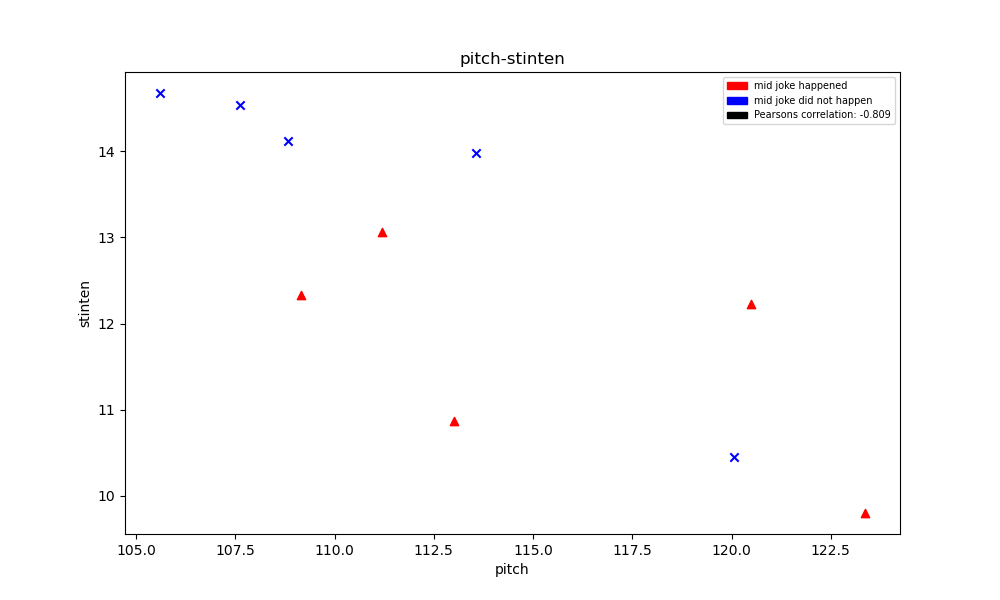 pitch-stinten
mid joke happened
mid joke did not happen
Pearsons correlation: -0.809
14
13
12
11
10
stinten
105.0 107.5 110.0 112.5 115.0 117.5 120.0 122.5
pitch